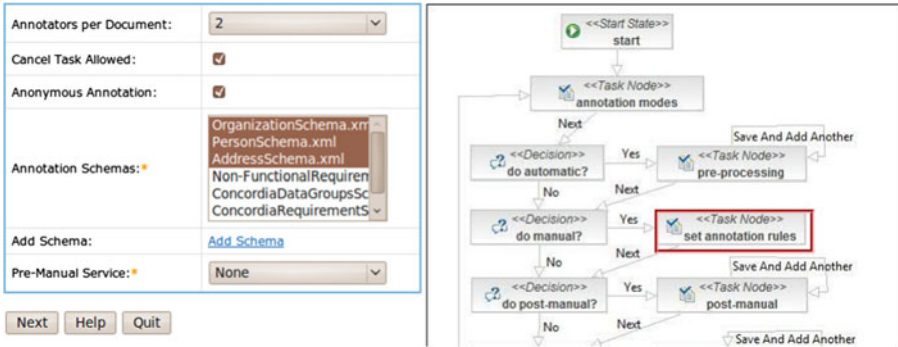 Annotators per Document:
2
Cancel Task Allowed:
Anonymous Annotation:
Annotation Schemas:*
OrganizationSchema.xm
PersonSchema.xml
AddressSchema.xml
Non-FunctionalRequirem
ConcordiaDataGroupsSc
ConcordiaRequirementS
Add Schema:
Add Schema
Pre-Manual Service:*
None
Next
Help
Quit
<<Start State>>
start
<<Task Node>>
annotation modes
Next
Save And Add Another
<<Decision>>
do automatic?
Yes
<<Task Node>>
pre-processing
No
Next
<<Decision>>
do manual?
Yes
<<Task Node>>
set annotation rules
No
Next
Save And Add Another
<<Decision>>
do post-manual?
Yes
<<Task Node>>
post-manual
No
Next
Save And Add Another